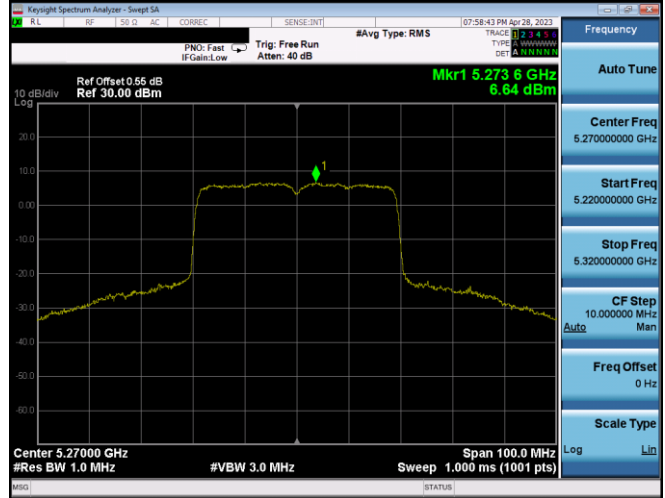 Keysight Spectrum Analyzer - Swept SA
RL RF 50 Ω AC CORREC SENSE:INT 07:58:43 PM Apr 28, 2023
#Avg Type: RMS TRACE 1 2 3 4 5 6
PNO: Fast Trig: Free Run TYPE A WWWWW
IFGain:Low Atten: 40 dB DET A NNNNN
Ref Offset 0.55 dB Mkr1 5.273 6 GHz
10 dB/div Ref 30.00 dBm 6.64 dBm
Log
20.0
10.0
1
0.00
-10.0
-20.0
-30.0
-40.0
-50.0
-60.0
Center 5.27000 GHz Span 100.0 MHz
#Res BW 1.0 MHz #VBW 3.0 MHz Sweep 1.000 ms (1001 pts)
MSG STATUS
Frequency
Auto Tune
Center Freq
5.270000000 GHz
Start Freq
5.220000000 GHz
Stop Freq
5.320000000 GHz
CF Step
10.000000 MHz
Auto Man
Freq Offset
0 Hz
Scale Type
Log Lin